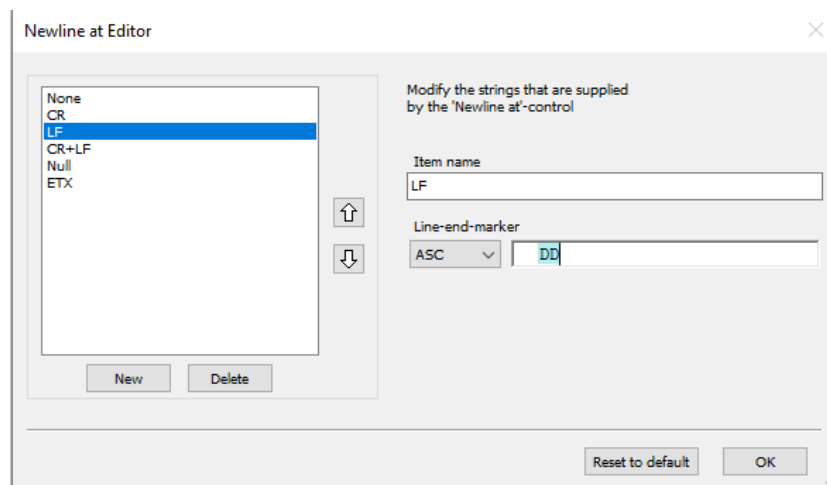 Newline at Editor
None
CR
LF
CR+LF
Null
ETX
New
Delete
Modify the strings that are supplied
by the 'Newline at'-control
Item name
LF
Line-end-marker
ASC
DD
Reset to default
OK